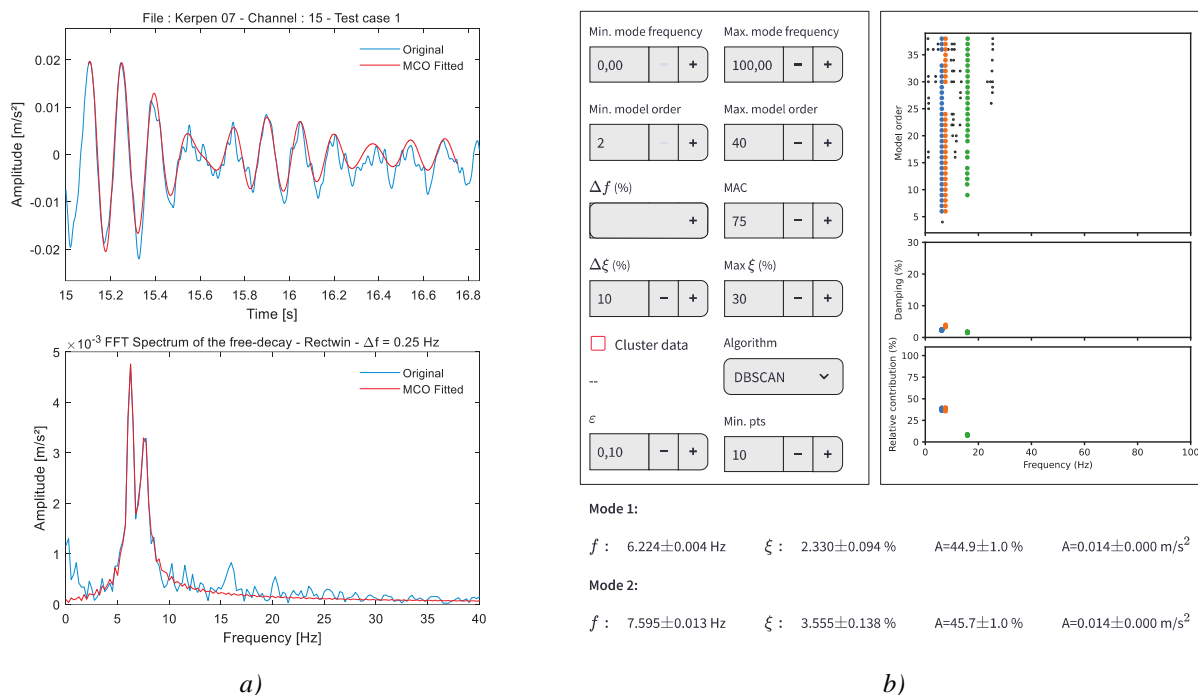 File : Kerpen 07 - Channel : 15 - Test case 1
Original
MCO Fitted
0.02
0.01
0
-0.01
-0.02
Amplitude [m/s²]
15 15.2 15.4 15.6 15.8 16 16.2 16.4 16.6 16.8
Time [s]
×10⁻³ FFT Spectrum of the free-decay - Rectwin - Δf = 0.25 Hz
Original
MCO Fitted
5
4
3
2
1
0
Amplitude [m/s²]
0 5 10 15 20 25 30 35 40
Frequency [Hz]
a)
Min. mode frequency Max. mode frequency
0,00 − + 100,00 − +
Min. model order Max. model order
2 − + 40 − +
Δf (%) MAC
+ 75 − +
Δξ (%) Max ξ (%)
10 − + 30 − +
Cluster data Algorithm
-- DBSCAN
ε Min. pts
0,10 − + 10 − +
35
30
25
20
15
10
5
Model order
30
20
10
0
Damping (%)
100
75
50
25
0
Relative contribution (%)
0 20 40 60 80 100
Frequency (Hz)
Mode 1:
f : 6.224±0.004 Hz ξ : 2.330±0.094 % A=44.9±1.0 % A=0.014±0.000 m/s²
Mode 2:
f : 7.595±0.013 Hz ξ : 3.555±0.138 % A=45.7±1.0 % A=0.014±0.000 m/s²
b)